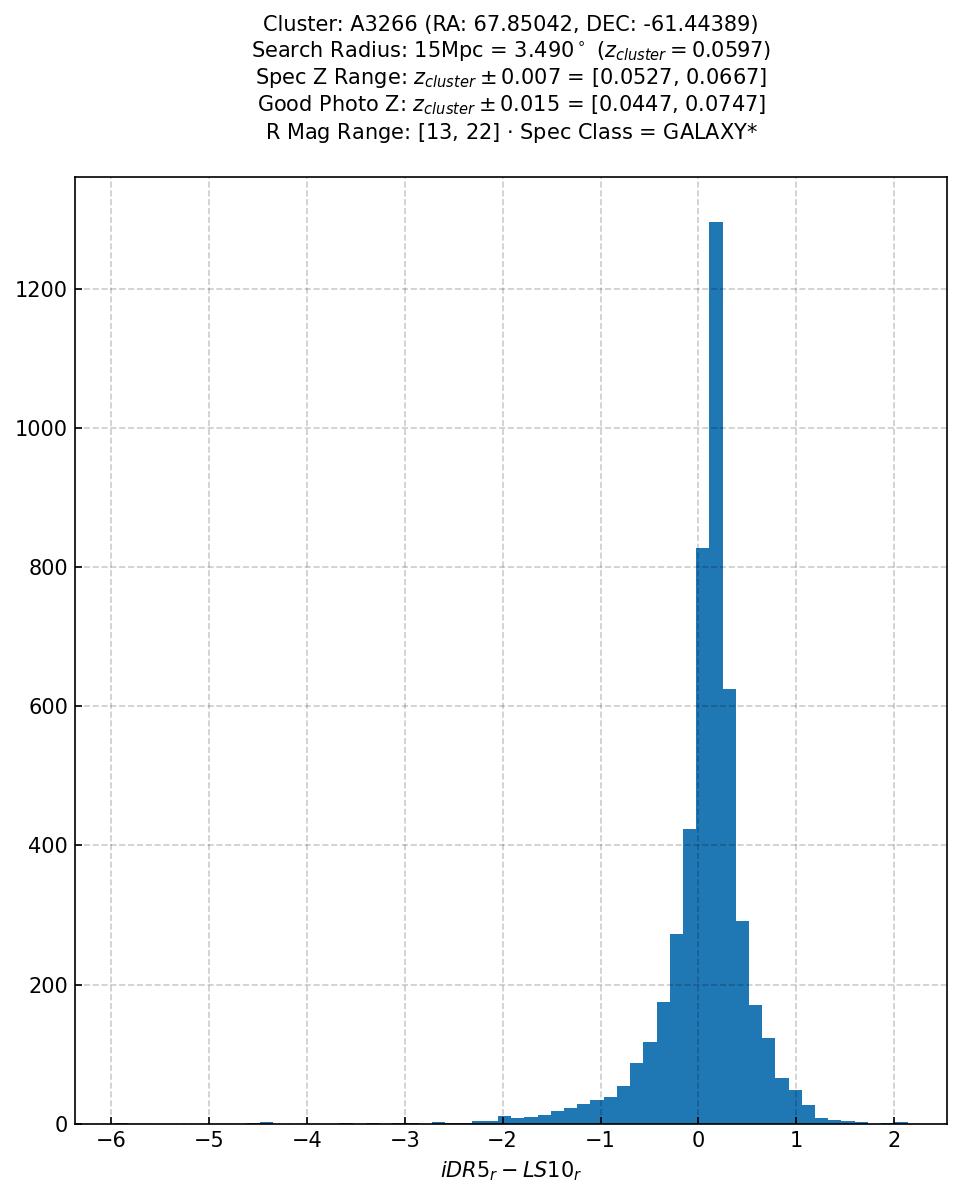 Cluster: A3266 (RA: 67.85042, DEC: -61.44389)
Search Radius: 15Mpc = 3.490° (z_cluster = 0.0597)
Spec Z Range: z_cluster ± 0.007 = [0.0527, 0.0667]
Good Photo Z: z_cluster ± 0.015 = [0.0447, 0.0747]
R Mag Range: [13, 22] · Spec Class = GALAXY*
1200
1000
800
600
400
200
0
−6 −5 −4 −3 −2 −1 0 1 2
iDR5_r − LS10_r